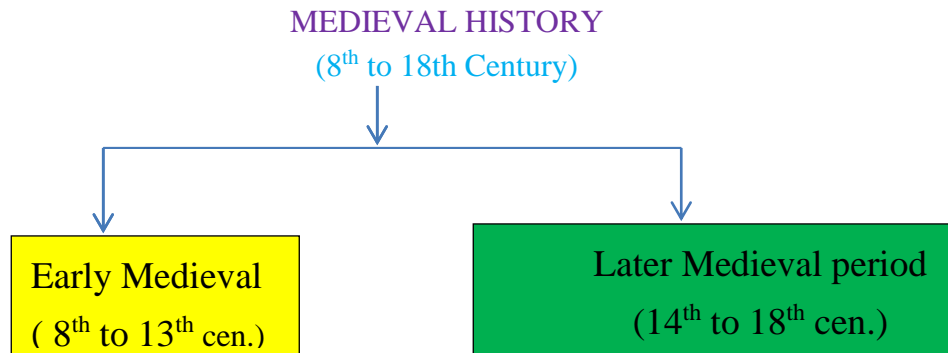 MEDIEVAL HISTORY
(8th to 18th Century)
Early Medieval
( 8th to 13th cen.)
Later Medieval period
(14th to 18th cen.)